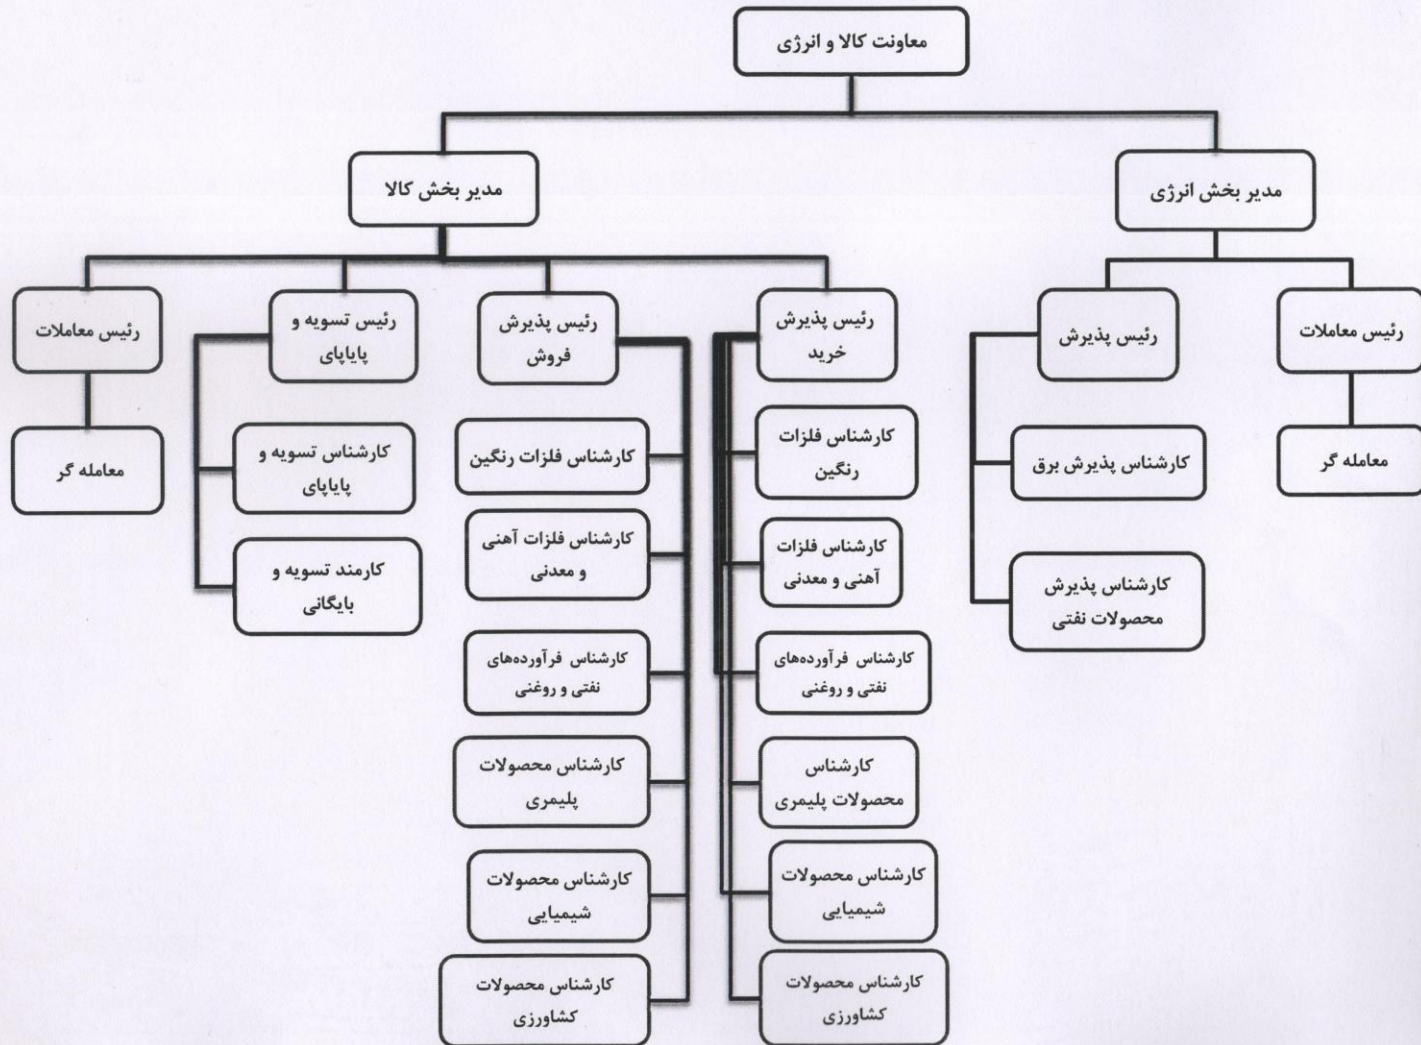 معاونت کالا و انرژی
مدیر بخش انرژی
مدیر بخش کالا
رئیس معاملات
رئیس پذیرش
رئیس پذیرش
خرید
رئیس پذیرش
فروش
رئیس تسویه و
پایاپای
رئیس معاملات
معامله گر
کارشناس پذیرش برق
کارشناس پذیرش
محصولات نفتی
کارشناس فلزات
رنگین
کارشناس فلزات
آهنی و معدنی
کارشناس فرآورده‌های
نفتی و روغنی
کارشناس
محصولات پلیمری
کارشناس محصولات
شیمیایی
کارشناس محصولات
کشاورزی
کارشناس فلزات رنگین
کارشناس فلزات آهنی
و معدنی
کارشناس فرآورده‌های
نفتی و روغنی
کارشناس محصولات
پلیمری
کارشناس محصولات
شیمیایی
کارشناس محصولات
کشاورزی
کارشناس تسویه و
پایاپای
کارمند تسویه و
بایگانی
معامله گر